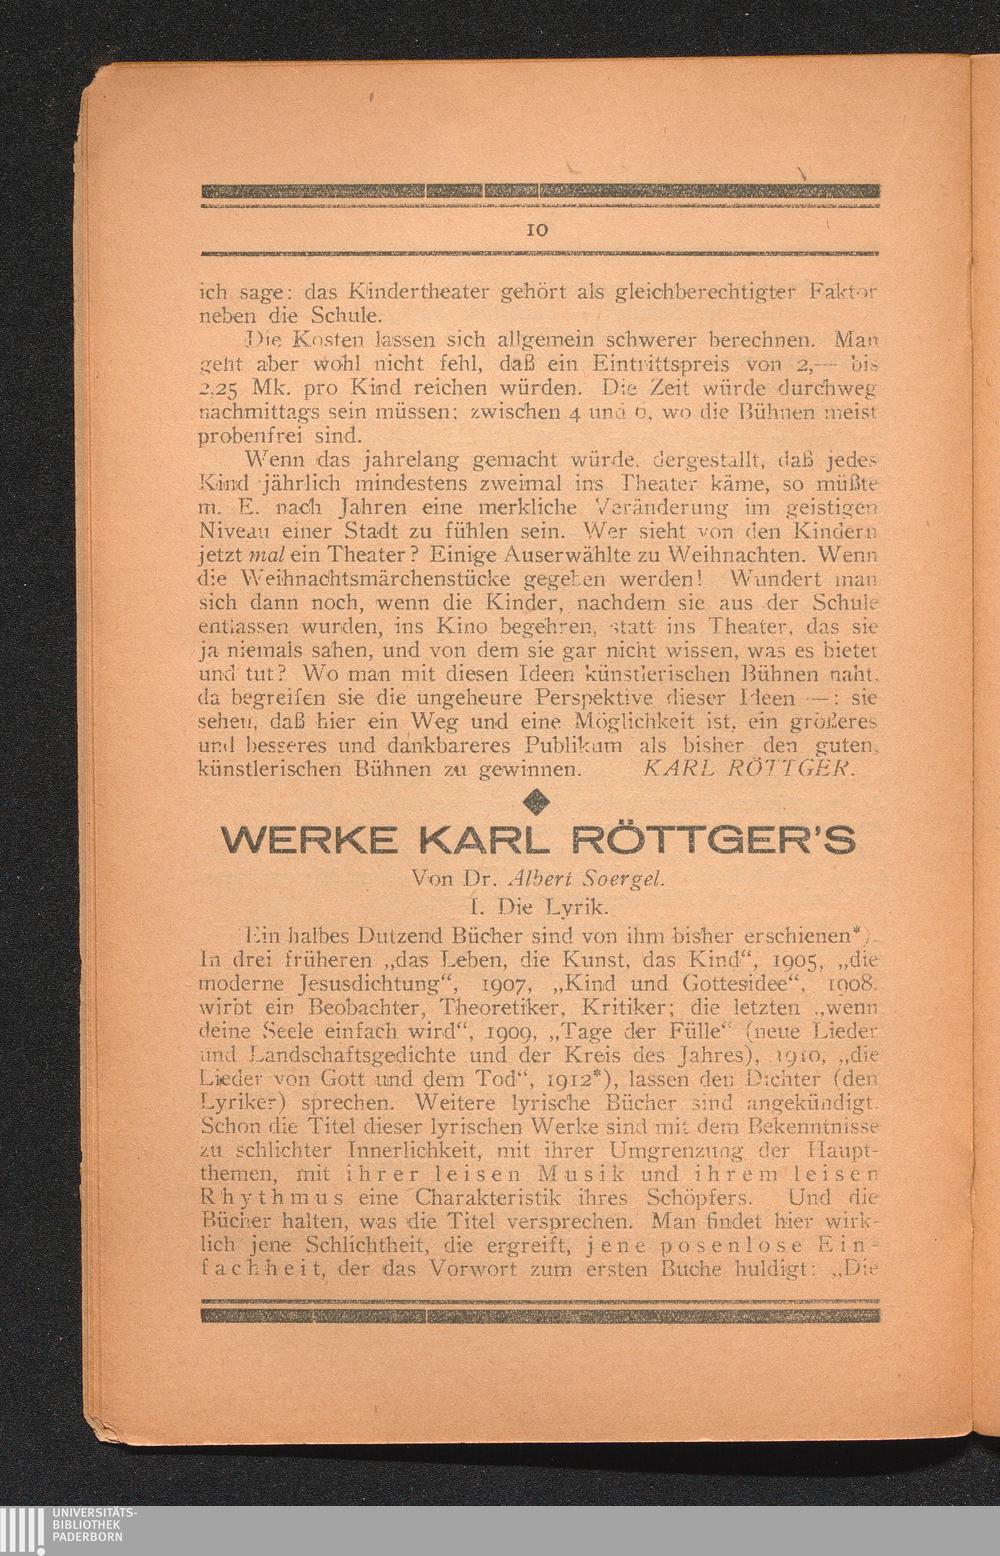 10
ich sage: das Kindertheater gehört als gleichberechtigter Faktor
neben die Schule.
Die Kosten lassen sich allgemein schwerer berechnen. Man
geht aber wohl nicht fehl, daß ein Eintrittspreis von 2,— bis
2.25 Mk. pro Kind reichen würden. Die Zeit würde durchweg
nachmittags sein müssen: zwischen 4 und 6, wo die Bühnen meist
probenfrei sind.
Wenn das jahrelang gemacht würde, dergestallt, daß jedes
Kind jährlich mindestens zweimal ins Theater käme, so müßte
m. E. nach Jahren eine merkliche Veränderung im geistigen
Niveau einer Stadt zu fühlen sein. Wer sieht von den Kindern
jetzt mal ein Theater? Einige Auserwählte zu Weihnachten. Wenn
die Weihnachtsmärchenstücke gegeben werden! Wundert man
sich dann noch, wenn die Kinder, nachdem sie aus der Schule
entlassen wurden, ins Kino begehren, statt ins Theater, das sie
ja niemals sahen, und von dem sie gar nicht wissen, was es bietet
und tut? Wo man mit diesen Ideen künstlerischen Bühnen naht,
da begreifen sie die ungeheure Perspektive dieser Ideen —: sie
sehen, daß hier ein Weg und eine Möglichkeit ist, ein größeres
und besseres und dankbareres Publikum als bisher den guten,
künstlerischen Bühnen zu gewinnen. KARL RÖTTGER.
WERKE KARL RÖTTGER'S
Von Dr. Albert Soergel.
I. Die Lyrik.
Ein halbes Dutzend Bücher sind von ihm bisher erschienen*).
In drei früheren „das Leben, die Kunst, das Kind“, 1905, „die
moderne Jesusdichtung“, 1907, „Kind und Gottesidee“, 1908.
wirbt ein Beobachter, Theoretiker, Kritiker; die letzten „wenn
deine Seele einfach wird“, 1909, „Tage der Fülle“ (neue Lieder
und Landschaftsgedichte und der Kreis des Jahres), 1910, „die
Lieder von Gott und dem Tod“, 1912*), lassen den Dichter (den
Lyriker) sprechen. Weitere lyrische Bücher sind angekündigt.
Schon die Titel dieser lyrischen Werke sind mit dem Bekenntnisse
zu schlichter Innerlichkeit, mit ihrer Umgrenzung der Haupt-
themen, mit ihrer leisen Musik und ihrem leisen
Rhythmus eine Charakteristik ihres Schöpfers. Und die
Bücher halten, was die Titel versprechen. Man findet hier wirk-
lich jene Schlichtheit, die ergreift, jene posenlose Ein-
fachheit, der das Vorwort zum ersten Buche huldigt: „Die
UNIVERSITÄTS-
BIBLIOTHEK
PADERBORN